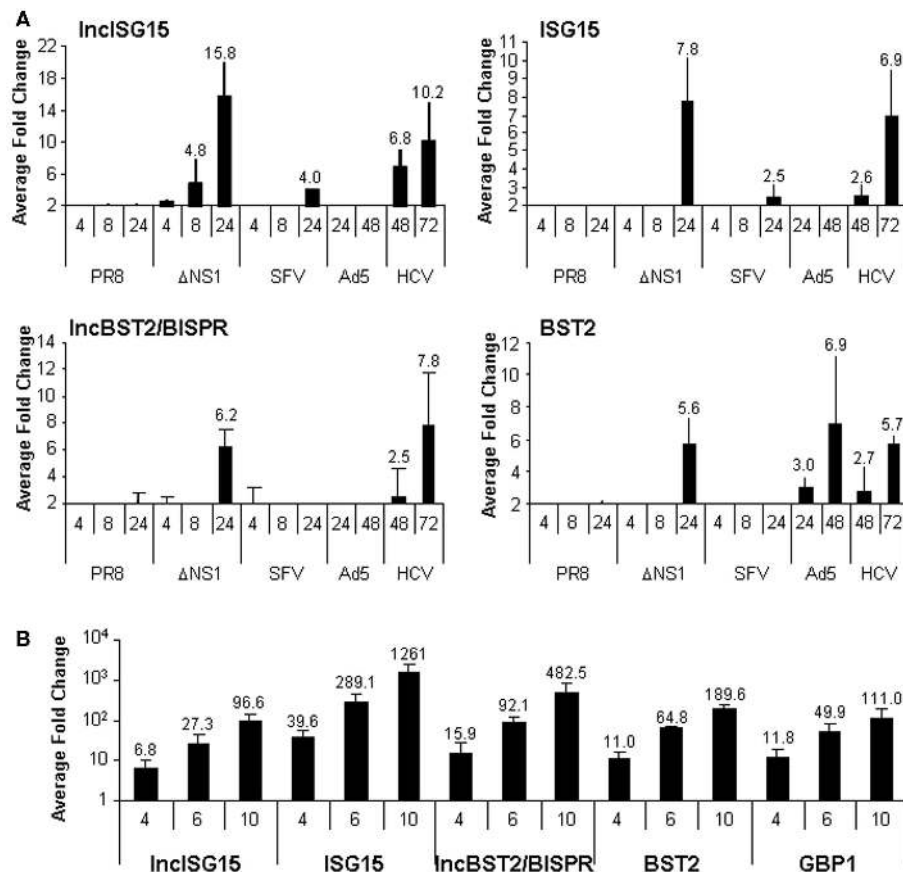 A
lncISG15
Average Fold Change
22
18
14
10
6
2
4.8
15.8
4.0
6.8
10.2
4 8 24 4 8 24 4 8 24 24 48 48 72
PR8 ΔNS1 SFV Ad5 HCV
ISG15
Average Fold Change
11
10
9
8
7
6
5
4
3
2
7.8
2.5
2.6
6.9
4 8 24 4 8 24 4 8 24 24 48 48 72
PR8 ΔNS1 SFV Ad5 HCV
lncBST2/BISPR
Average Fold Change
14
12
10
8
6
4
2
6.2
2.5
7.8
4 8 24 4 8 24 4 8 24 24 48 48 72
PR8 ΔNS1 SFV Ad5 HCV
BST2
Average Fold Change
12
10
8
6
4
2
5.6
3.0
6.9
2.7
5.7
4 8 24 4 8 24 4 8 24 24 48 48 72
PR8 ΔNS1 SFV Ad5 HCV
B
Average Fold Change
10⁴
10³
10²
10
1
6.8 27.3 96.6 39.6 289.1 1261 15.9 92.1 482.5 11.0 64.8 189.6 11.8 49.9 111.0
4 6 10 4 6 10 4 6 10 4 6 10 4 6 10
lncISG15 ISG15 lncBST2/BISPR BST2 GBP1